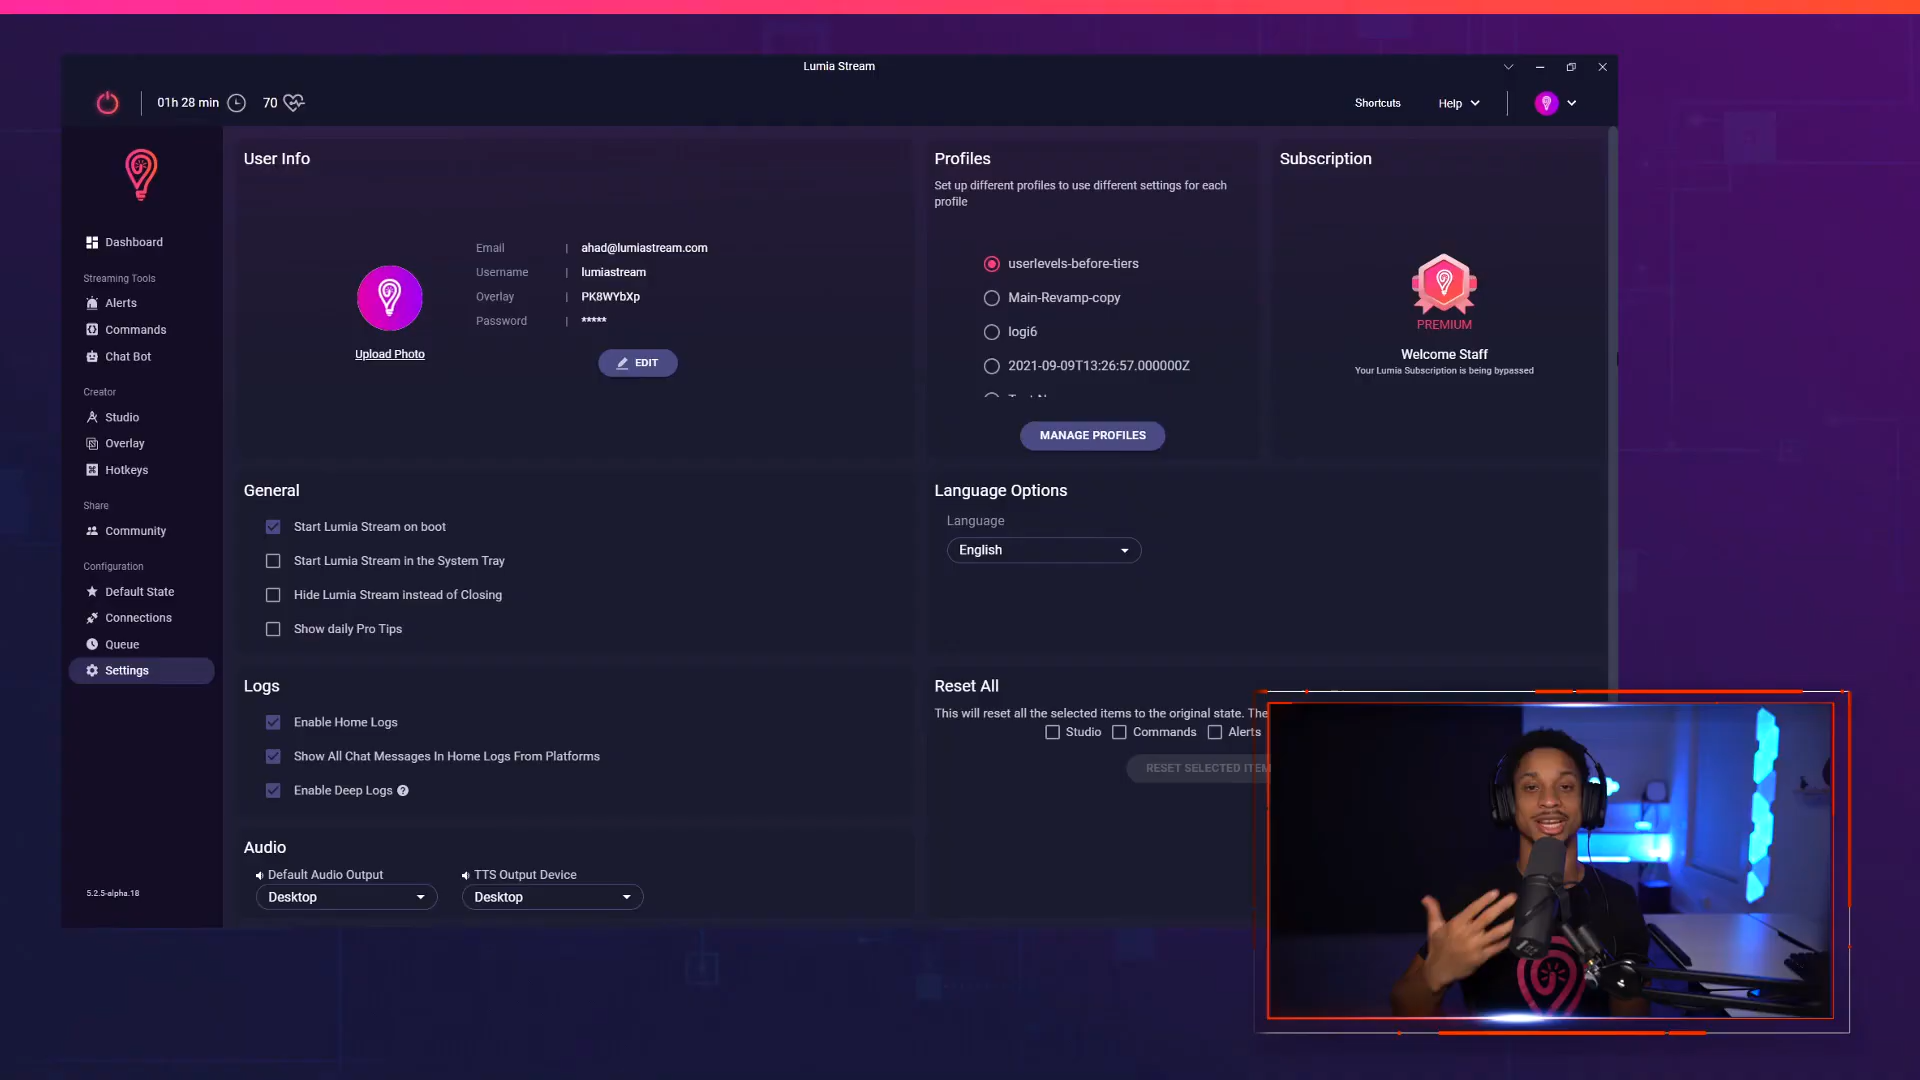 Lumia Stream
01h 28 min
70
Shortcuts
Help
Dashboard
Streaming Tools
Alerts
Commands
Chat Bot
Creator
Studio
Overlay
Hotkeys
Share
Community
Configuration
Default State
Connections
Queue
Settings
5.2.5-alpha.18
User Info
Upload Photo
Email | ahad@lumiastream.com
Username | lumiastream
Overlay | PK8WYbXp
Password | *****
EDIT
Profiles
Set up different profiles to use different settings for each
profile
userlevels-before-tiers
Main-Revamp-copy
logi6
2021-09-09T13:26:57.000000Z
MANAGE PROFILES
Subscription
PREMIUM
Welcome Staff
Your Lumia Subscription is being bypassed
General
Start Lumia Stream on boot
Start Lumia Stream in the System Tray
Hide Lumia Stream instead of Closing
Show daily Pro Tips
Language Options
Language
English
Logs
Enable Home Logs
Show All Chat Messages In Home Logs From Platforms
Enable Deep Logs ?
Reset All
This will reset all the selected items to the original state. The
Studio Commands Alerts
RESET SELECTED ITEM
Audio
Default Audio Output
Desktop
TTS Output Device
Desktop